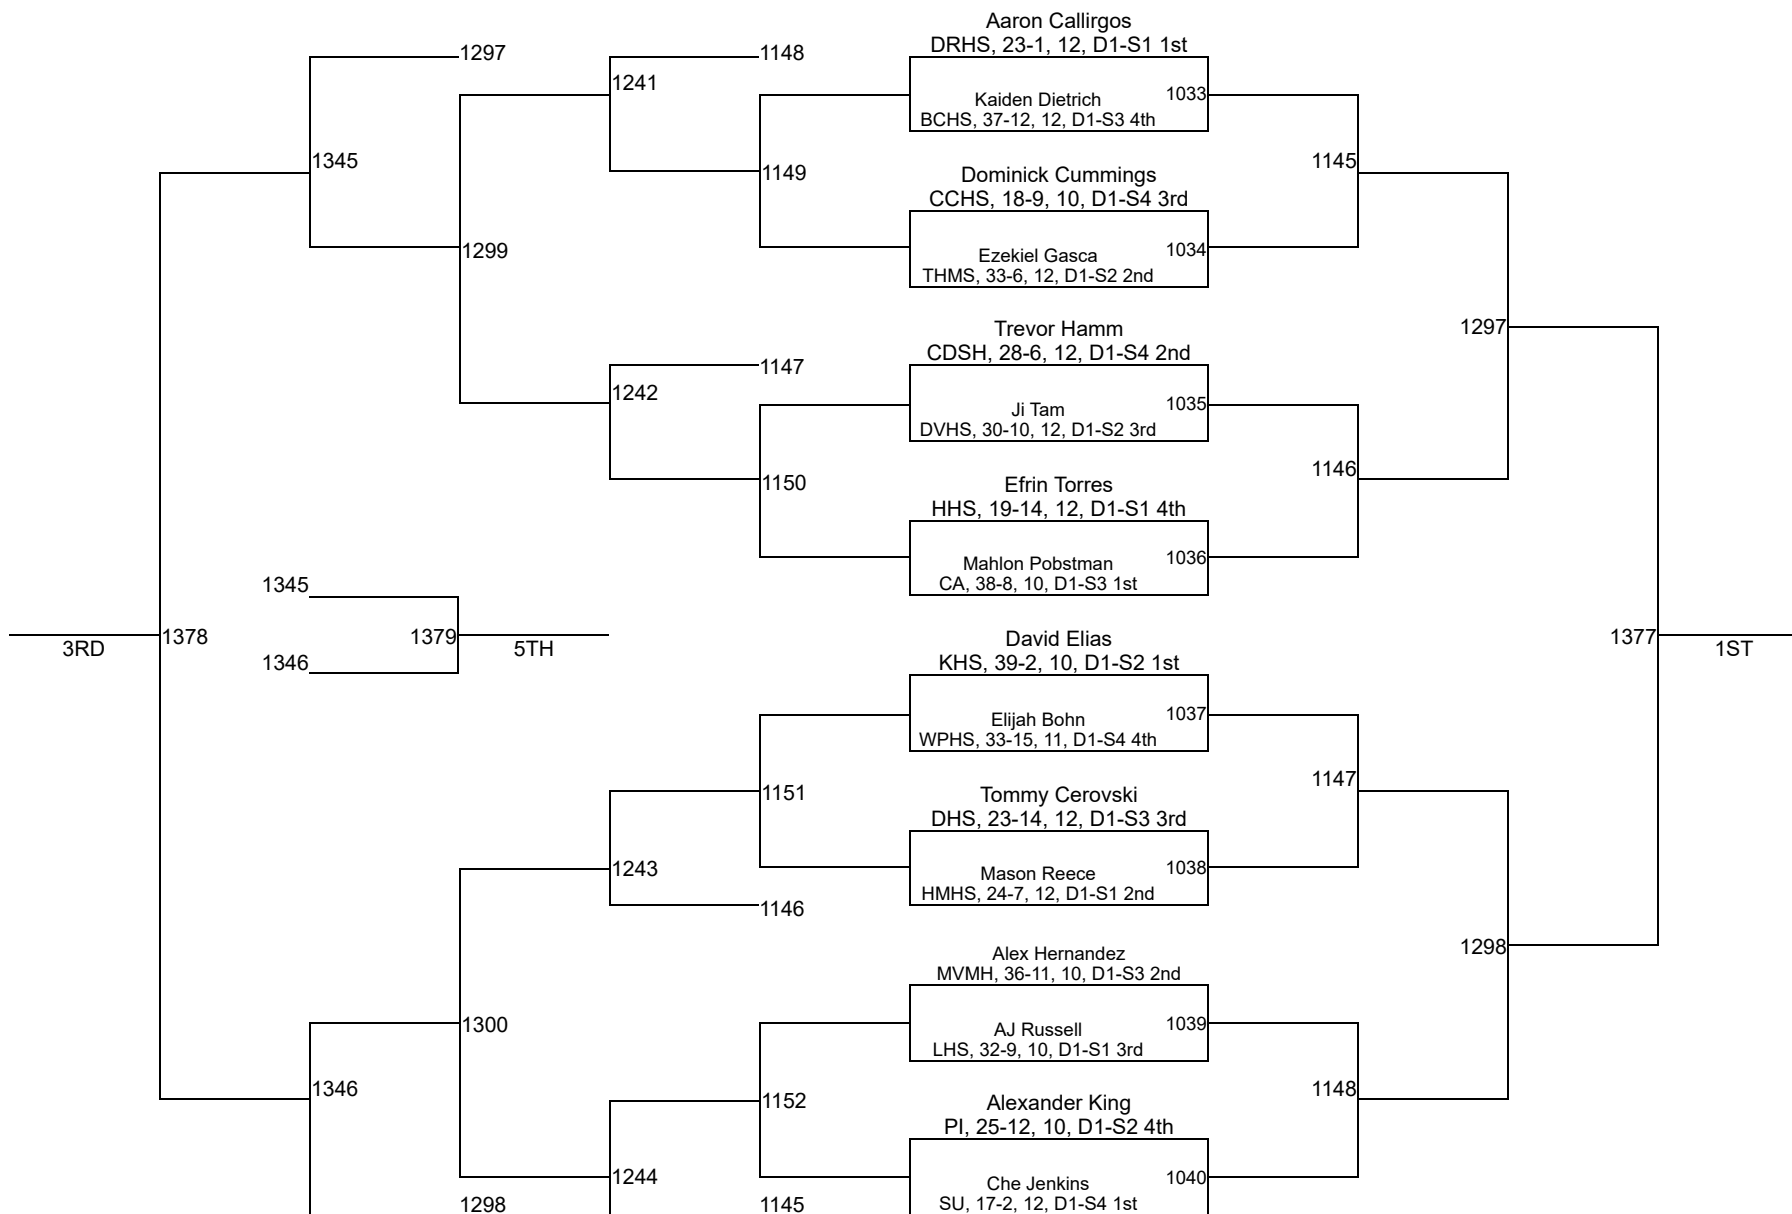 Aaron Callirgos
DRHS, 23-1, 12, D1-S1 1st
1297
1148
1241
Kaiden Dietrich
1033
BCHS, 37-12, 12, D1-S3 4th
1345
1149
1145
Dominick Cummings
CCHS, 18-9, 10, D1-S4 3rd
1299
Ezekiel Gasca
1034
THMS, 33-6, 12, D1-S2 2nd
1297
Trevor Hamm
CDSH, 28-6, 12, D1-S4 2nd
1147
1242
Ji Tam
1035
DVHS, 30-10, 12, D1-S2 3rd
1150
1146
Efrin Torres
HHS, 19-14, 12, D1-S1 4th
Mahlon Pobstman
1036
CA, 38-8, 10, D1-S3 1st
1345
3RD
1378
1379
5TH
1346
1377
1ST
David Elias
KHS, 39-2, 10, D1-S2 1st
Elijah Bohn
1037
WPHS, 33-15, 11, D1-S4 4th
1151
1147
Tommy Cerovski
DHS, 23-14, 12, D1-S3 3rd
1243
Mason Reece
1038
HMHS, 24-7, 12, D1-S1 2nd
1146
1298
Alex Hernandez
MVMH, 36-11, 10, D1-S3 2nd
1300
AJ Russell
1039
LHS, 32-9, 10, D1-S1 3rd
1346
1152
1148
Alexander King
PI, 25-12, 10, D1-S2 4th
1244
Che Jenkins
1040
SU, 17-2, 12, D1-S4 1st
1298
1145